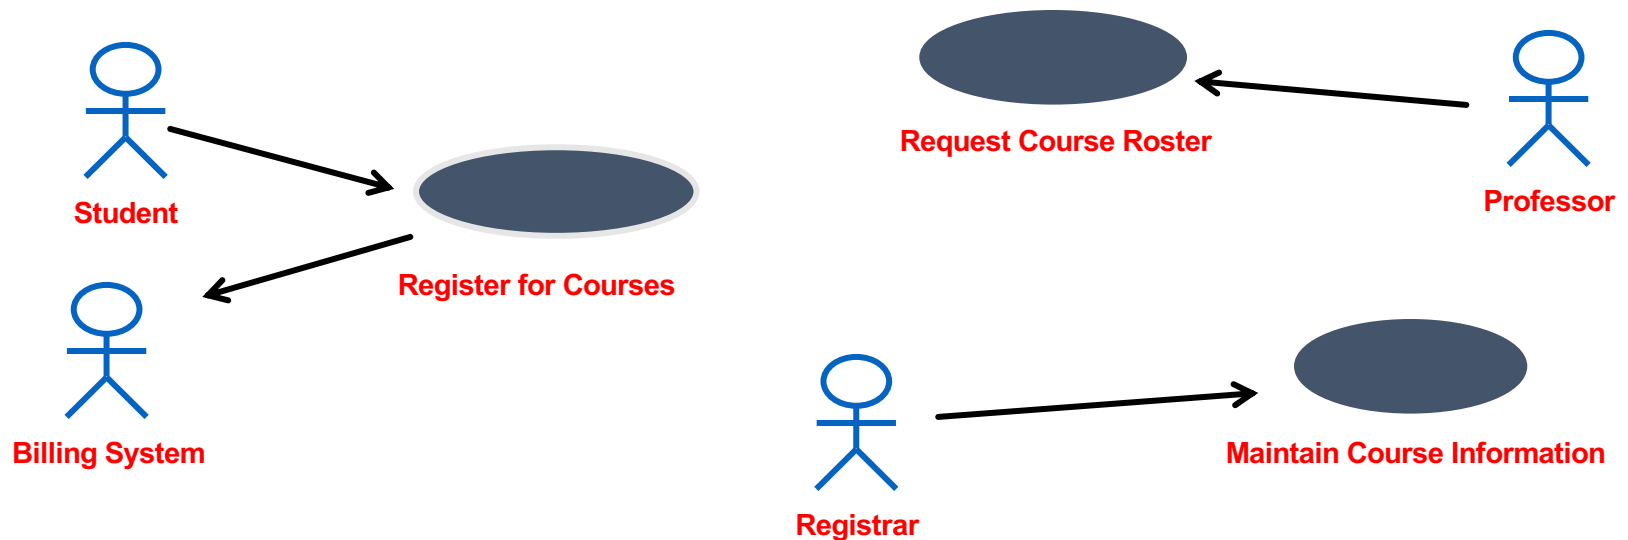 Request Course Roster
Student
Professor
Register for Courses
Billing System
Maintain Course Information
Registrar